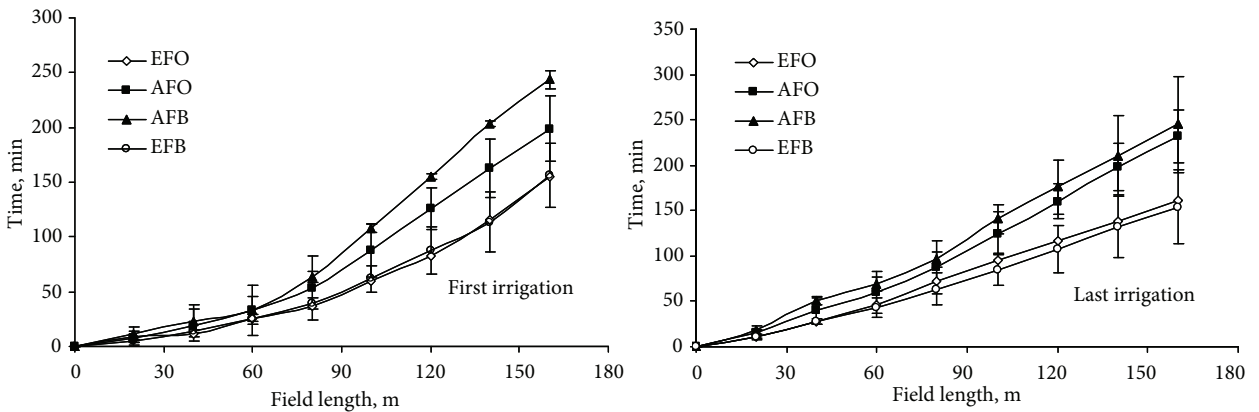 300
250
200
150
100
50
0
Time, min
EFO
AFO
AFB
EFB
First irrigation
0 30 60 90 120 150 180
Field length, m
350
300
250
200
150
100
50
0
Time, min
EFO
AFO
AFB
EFB
Last irrigation
0 30 60 90 120 150 180
Field length, m